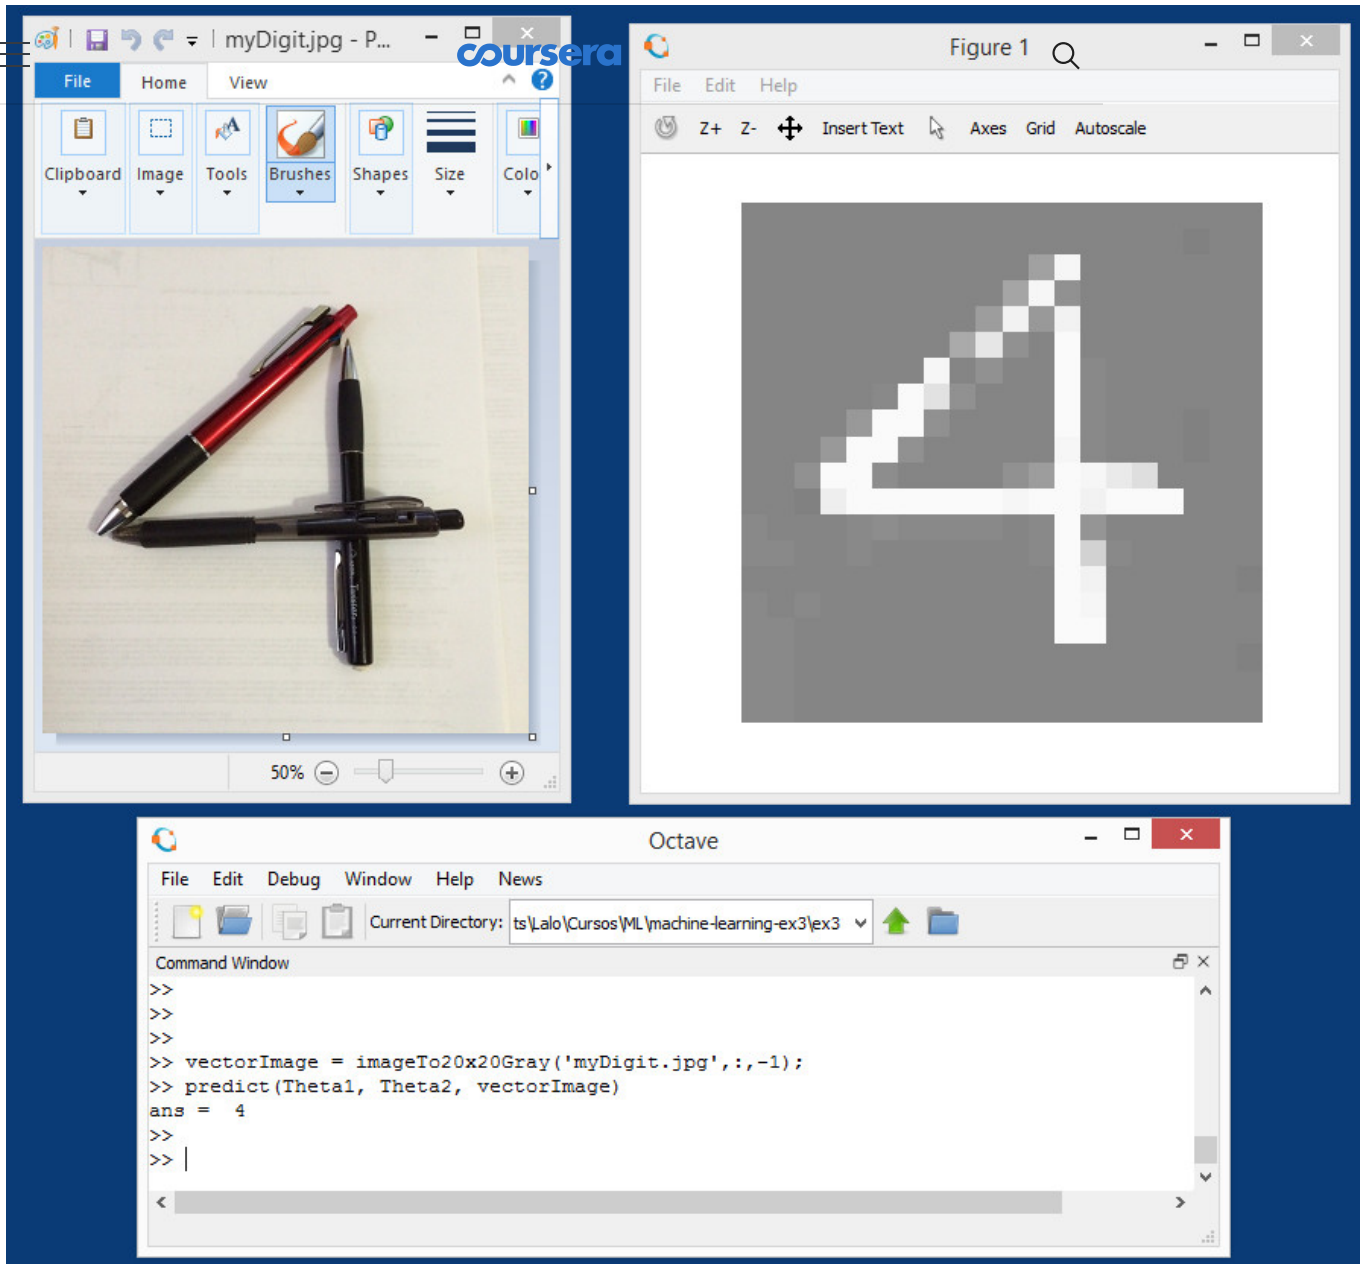 myDigit.jpg - P...
coursera
File Home View
Clipboard Image Tools Brushes Shapes Size Colo
50%
Figure 1
File Edit Help
Z+ Z- Insert Text Axes Grid Autoscale
Octave
File Edit Debug Window Help News
Current Directory: ts\Lalo\Cursos\ML\machine-learning-ex3\ex3
Command Window
>>
>>
>>
>> vectorImage = imageTo20x20Gray('myDigit.jpg',:,-1);
>> predict(Theta1, Theta2, vectorImage)
ans = 4
>>
>>